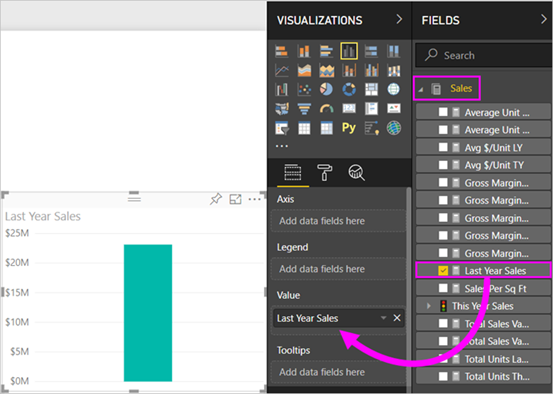 VISUALIZATIONS
Py
Axis
Add data fields here
Legend
Add data fields here
Value
Last Year Sales
Tooltips
Add data fields here
FIELDS
Search
Sales
Average Unit ...
Average Unit ...
Avg $/Unit LY
Avg $/Unit TY
Gross Margin...
Gross Margin...
Gross Margin...
Gross Margin...
Gross Margin...
Last Year Sales
Sales Per Sq Ft
This Year Sales
Total Sales Va...
Total Sales Va...
Total Units La...
Total Units Th...
Last Year Sales
$25M
$20M
$15M
$10M
$5M
$0M